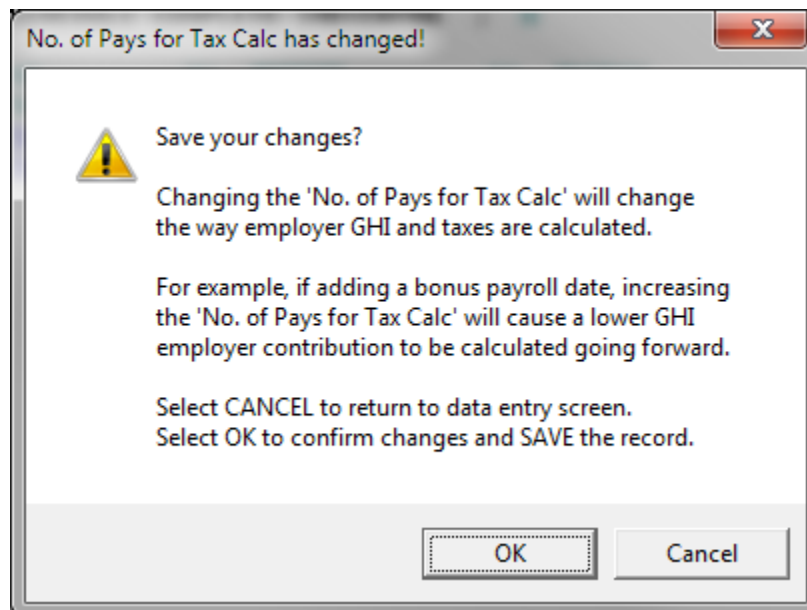 No. of Pays for Tax Calc has changed!
Save your changes?
Changing the 'No. of Pays for Tax Calc' will change
the way employer GHI and taxes are calculated.
For example, if adding a bonus payroll date, increasing
the 'No. of Pays for Tax Calc' will cause a lower GHI
employer contribution to be calculated going forward.
Select CANCEL to return to data entry screen.
Select OK to confirm changes and SAVE the record.
OK
Cancel